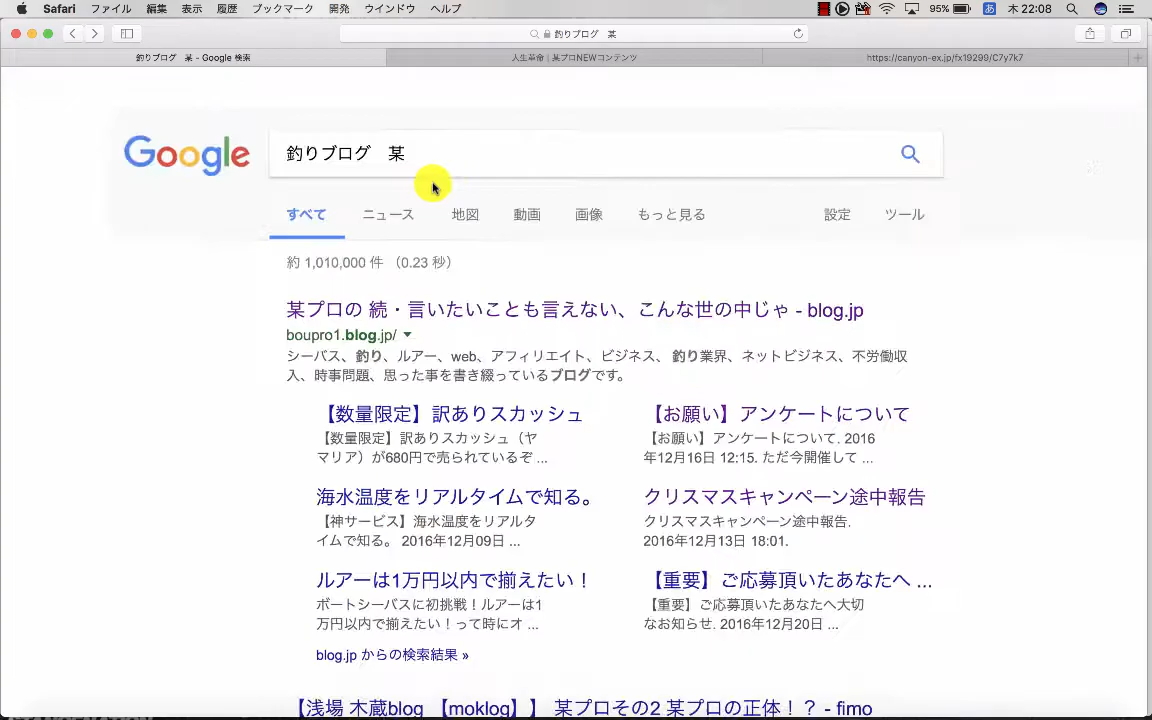 Safari ファイル 編集 表示 履歴 ブックマーク 開発 ウインドウ ヘルプ 95% あ 木 22:08
釣りブログ　某
釣りブログ　某 - Google 検索 人生革命 | 某プロNEWコンテンツ https://canyon-ex.jp/fx19299/C7y7k7
Google 釣りブログ　某
すべて ニュース 地図 動画 画像 もっと見る 設定 ツール
約 1,010,000 件 （0.23 秒）
某プロの 続・言いたいことも言えない、こんな世の中じゃ - blog.jp
boupro1.blog.jp/
シーバス、釣り、ルアー、web、アフィリエイト、ビジネス、釣り業界、ネットビジネス、不労働収
入、時事問題、思った事を書き綴っているブログです。
【数量限定】訳ありスカッシュ
【数量限定】訳ありスカッシュ（ヤ
マリア）が680円で売られているぞ ...
【お願い】アンケートについて
【お願い】アンケートについて. 2016
年12月16日 12:15. ただ今開催して ...
海水温度をリアルタイムで知る。
【神サービス】海水温度をリアルタ
イムで知る。 2016年12月09日 ...
クリスマスキャンペーン途中報告
クリスマスキャンペーン途中報告.
2016年12月13日 18:01.
ルアーは1万円以内で揃えたい！
ボートシーバスに初挑戦！ルアーは1
万円以内で揃えたい！って時にオ ...
【重要】ご応募頂いたあなたへ ...
【重要】ご応募頂いたあなたへ大切
なお知らせ. 2016年12月20日 ...
blog.jp からの検索結果 »
【浅場 木蔵blog 【moklog】】 某プロその2 某プロの正体！？ - fimo